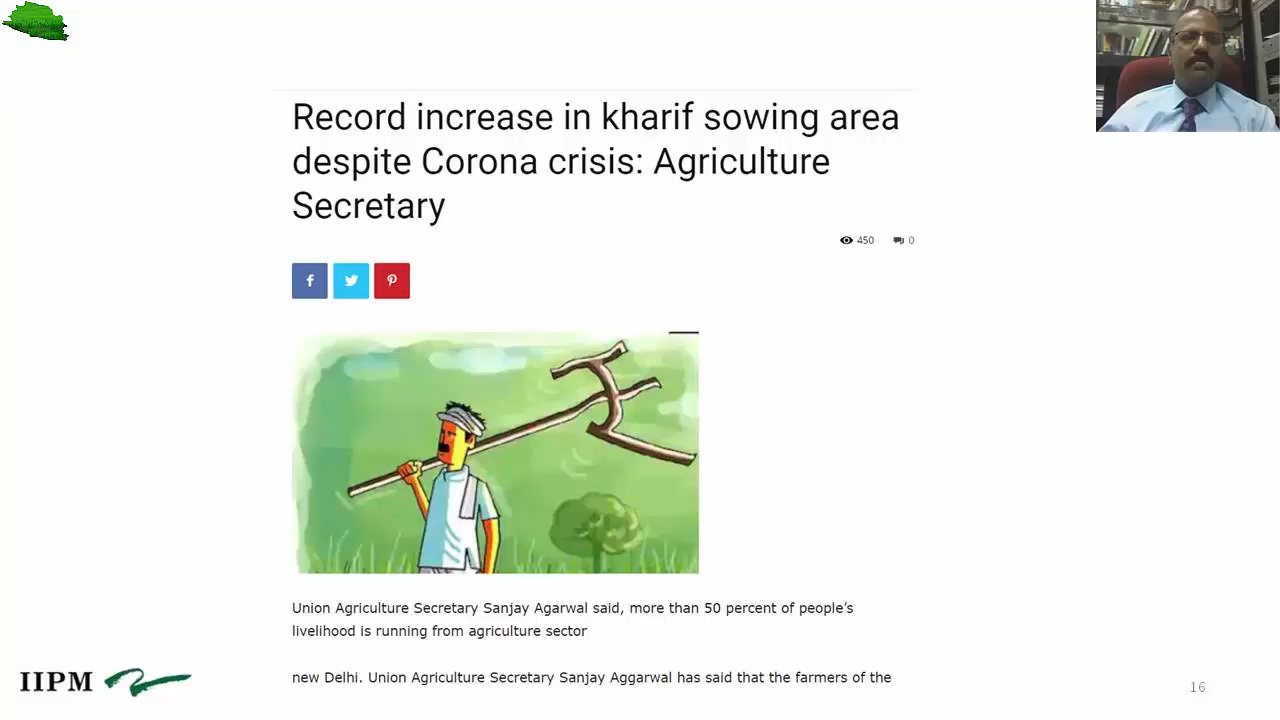 Record increase in kharif sowing area
despite Corona crisis: Agriculture
Secretary
450 0
f
Union Agriculture Secretary Sanjay Agarwal said, more than 50 percent of people’s
livelihood is running from agriculture sector
new Delhi. Union Agriculture Secretary Sanjay Aggarwal has said that the farmers of the
IIPM
16